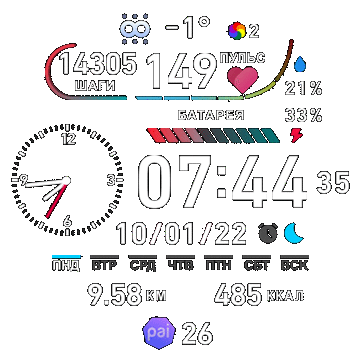 -1° 2
14305 149 ПУЛЬС
ШАГИ 21%
БАТАРЕЯ 33%
12
9 3
6
07:44 35
10/01/22
ПНД ВТР СРД ЧТВ ПТН СБТ ВСК
9.58 КМ 485 ККАЛ
pai 26